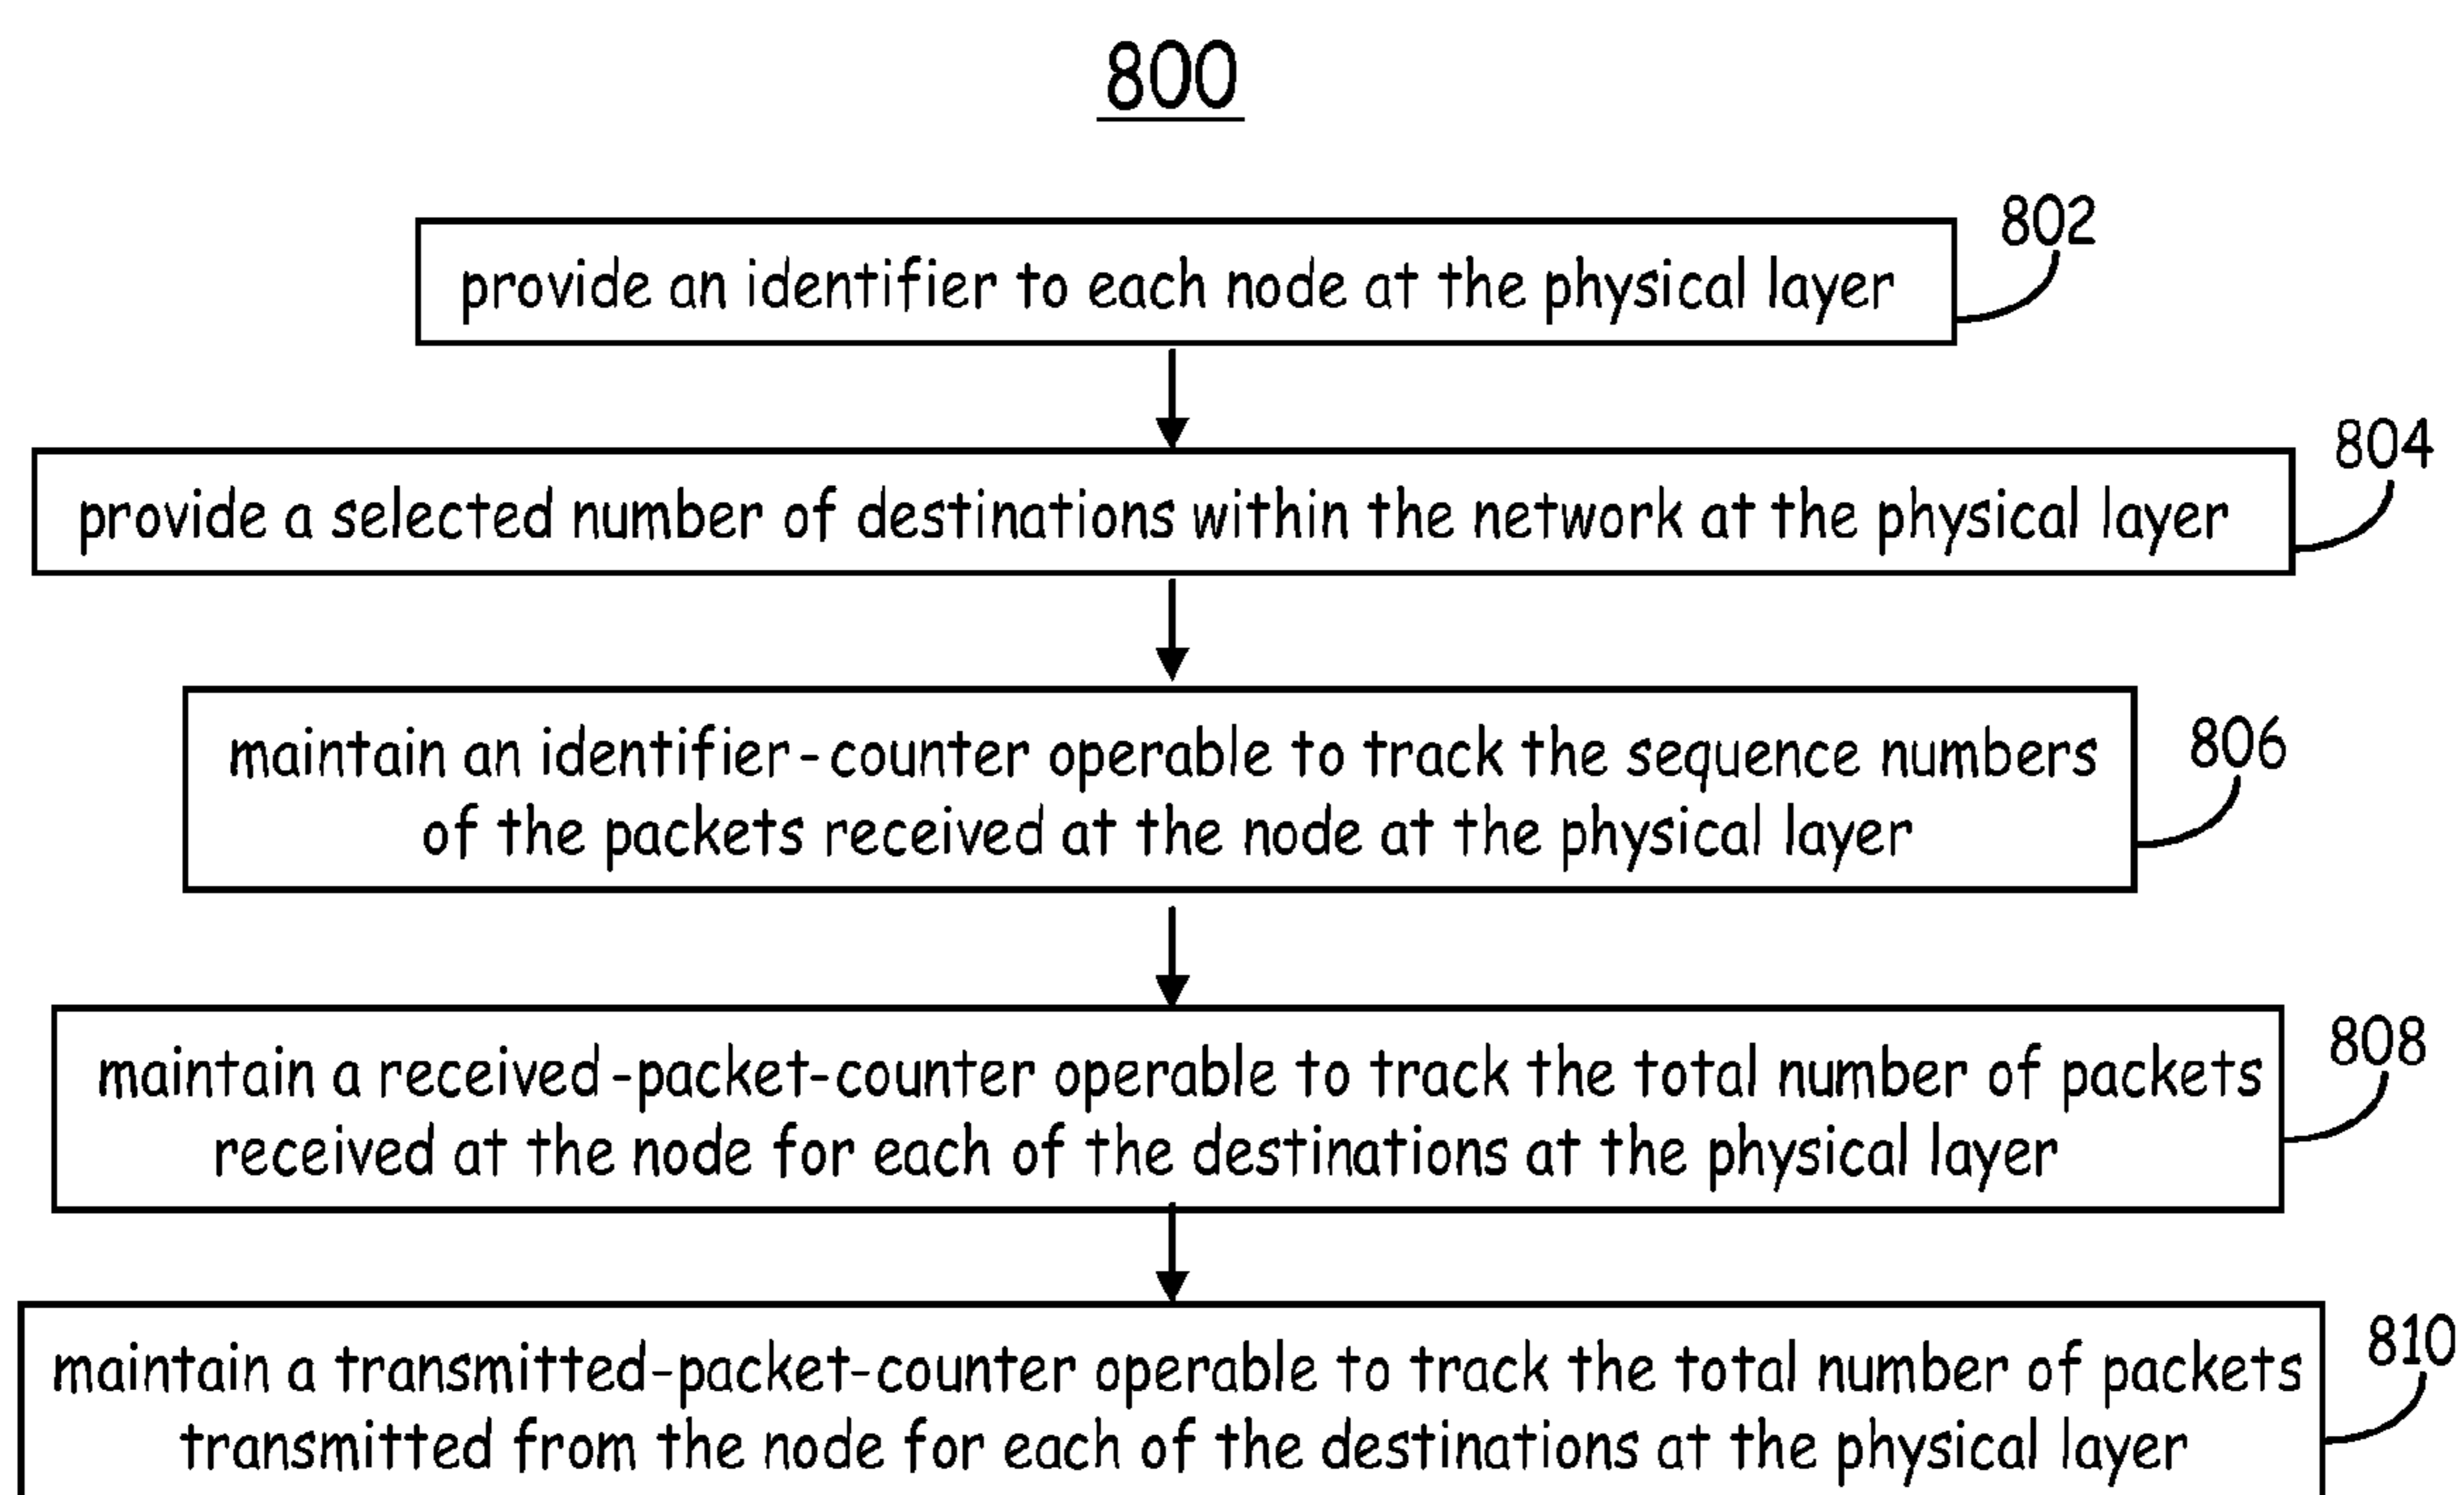 800
802
provide an identifier to each node at the physical layer
804
provide a selected number of destinations within the network at the physical layer
806
maintain an identifier-counter operable to track the sequence numbers
of the packets received at the node at the physical layer
808
maintain a received-packet-counter operable to track the total number of packets
received at the node for each of the destinations at the physical layer
810
maintain a transmitted-packet-counter operable to track the total number of packets
transmitted from the node for each of the destinations at the physical layer